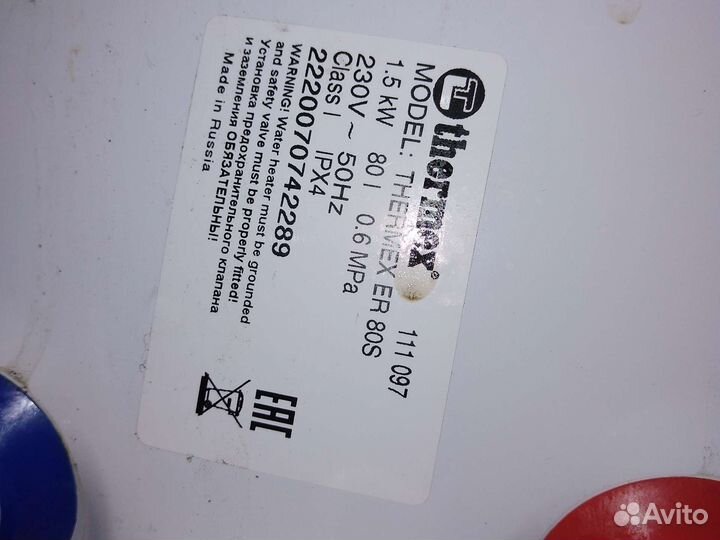 thermex®
111 097
MODEL: THERMEX ER 80S
1.5 kW 80 l 0.6 MPa
230V ~ 50Hz
Class I IPX4
2220070742289
WARNING! Water heater must be grounded
and safety valve must be properly fitted!
Установка предохранительного клапана
и заземления ОБЯЗАТЕЛЬНЫ!!
Made in Russia
EAC
Avito